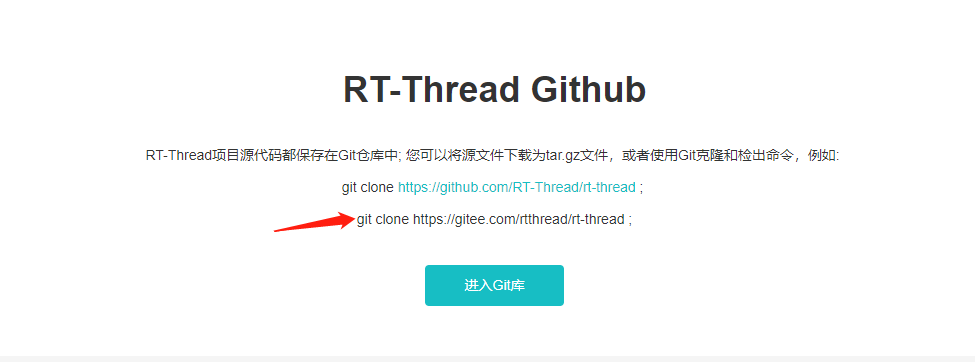 RT-Thread Github
RT-Thread项目源代码都保存在Git仓库中; 您可以将源文件下载为tar.gz文件，或者使用Git克隆和检出命令，例如:
git clone https://github.com/RT-Thread/rt-thread ;
git clone https://gitee.com/rtthread/rt-thread ;
进入Git库